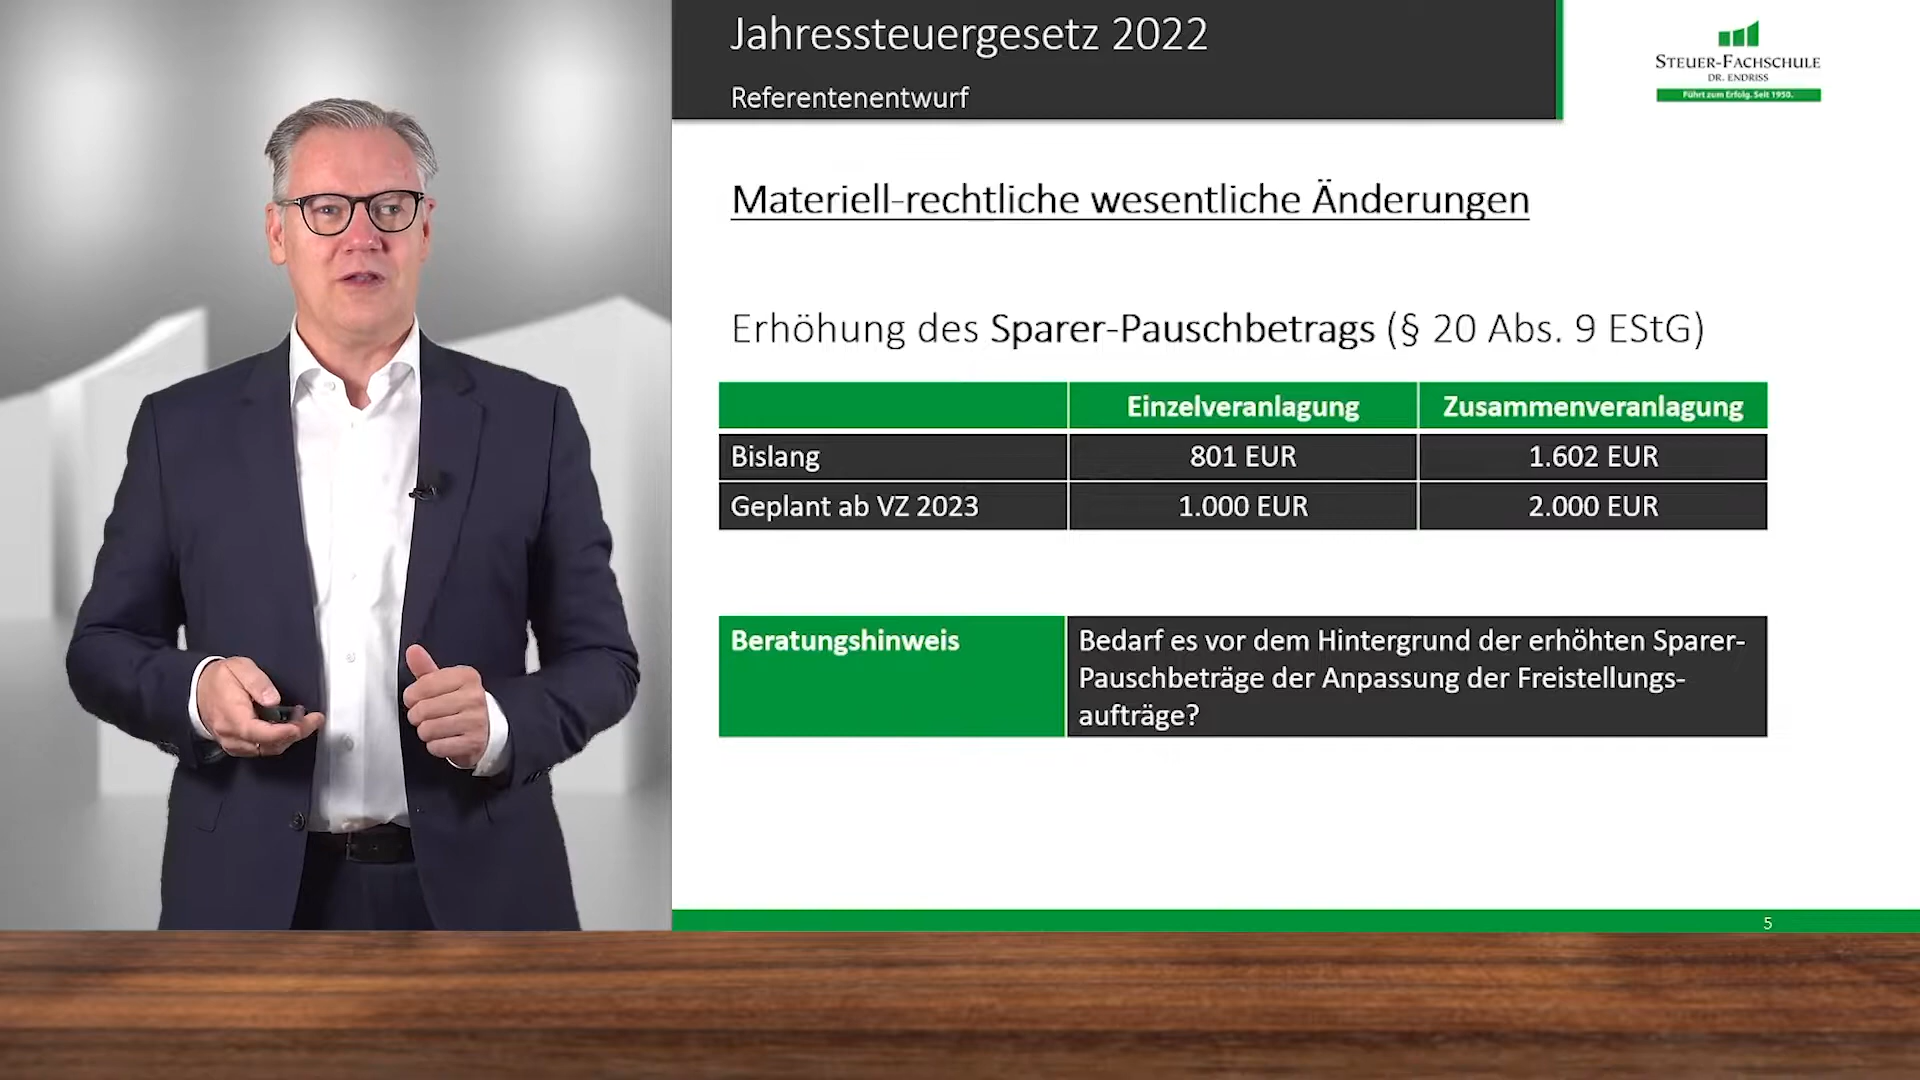 Jahressteuergesetz 2022
Referentenentwurf
STEUER-FACHSCHULE
DR. ENDRISS
Führt zum Erfolg. Seit 1950.
Materiell-rechtliche wesentliche Änderungen
Erhöhung des Sparer-Pauschbetrags (§ 20 Abs. 9 EStG)
Einzelveranlagung Zusammenveranlagung
Bislang 801 EUR 1.602 EUR
Geplant ab VZ 2023 1.000 EUR 2.000 EUR
Beratungshinweis
Bedarf es vor dem Hintergrund der erhöhten Sparer-
Pauschbeträge der Anpassung der Freistellungs-
aufträge?
5